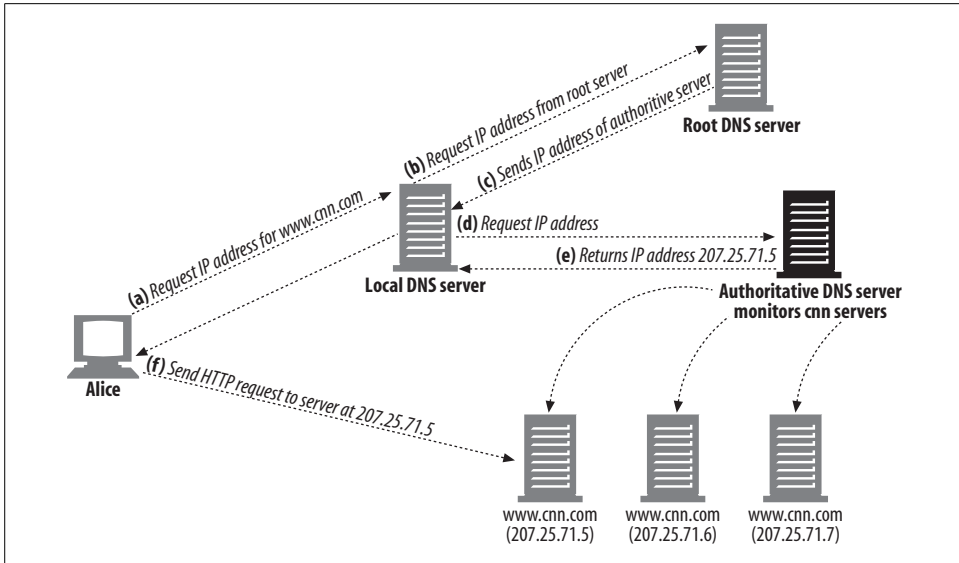 (b) Request IP address from root server
Root DNS server
(c) Sends IP address of authoritive server
(a) Request IP address for www.cnn.com
(d) Request IP address
(e) Returns IP address 207.25.71.5
Local DNS server
Authoritative DNS server
monitors cnn servers
Alice
(f) Send HTTP request to server at 207.25.71.5
www.cnn.com
(207.25.71.5)
www.cnn.com
(207.25.71.6)
www.cnn.com
(207.25.71.7)